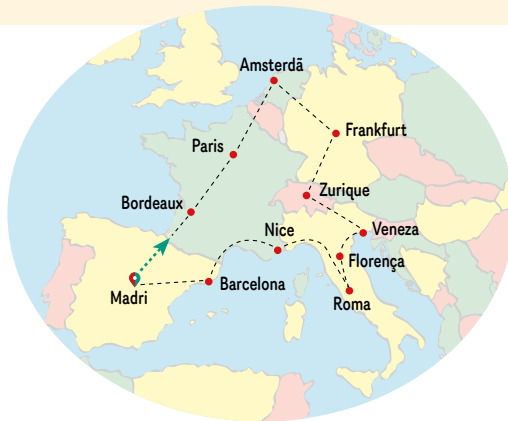 Amsterdã
Frankfurt
Paris
Zurique
Bordeaux
Veneza
Nice
Florença
Barcelona
Madri
Roma